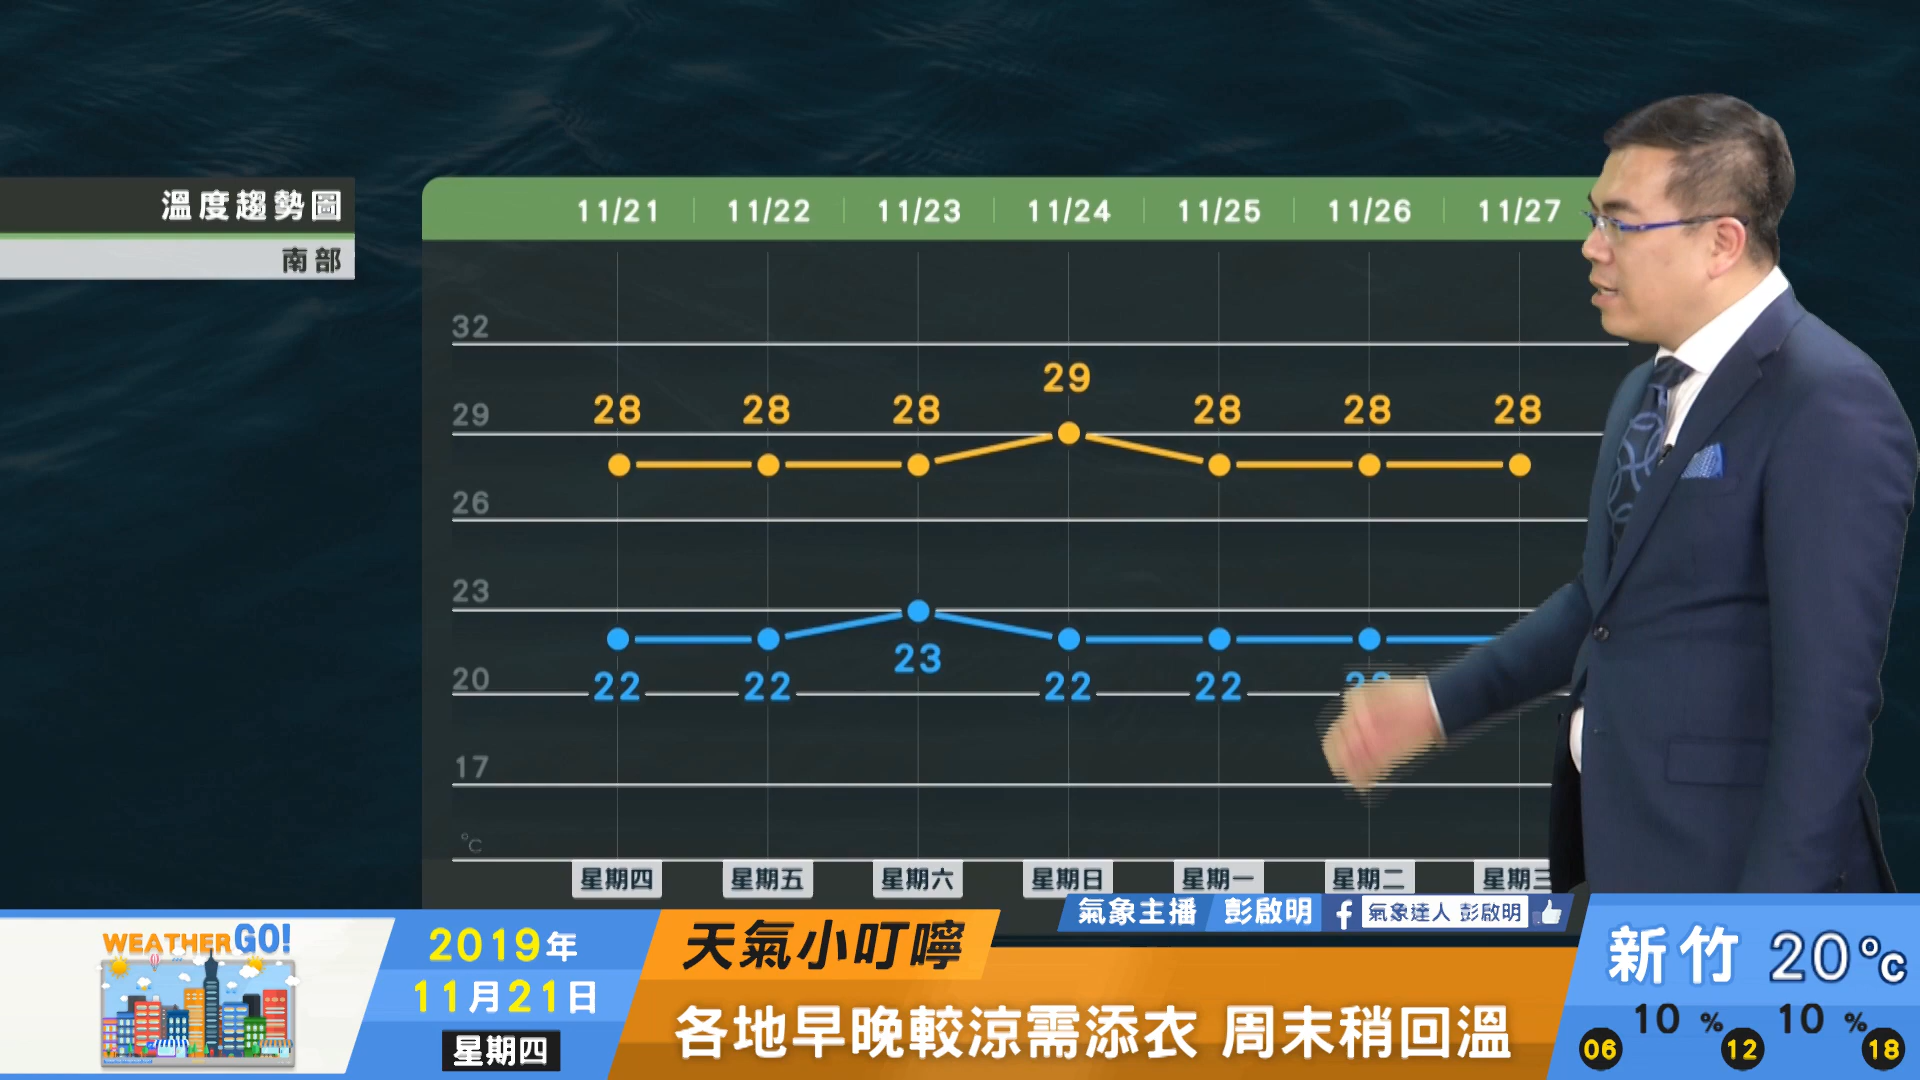 溫度趨勢圖
南部
11/21 11/22 11/23 11/24 11/25 11/26 11/27
32
29
28 28 28 29 28 28 28
26
23
20
22 22 23 22 22
17
°C
星期四 星期五 星期六 星期日 星期一 星期二 星期三
氣象主播 彭啟明 f 氣象達人 彭啟明
WEATHER GO!
2019年
11月21日
星期四
天氣小叮嚀
各地早晚較涼需添衣 周末稍回溫
新竹 20°C
10 % 10 %
06 12 18